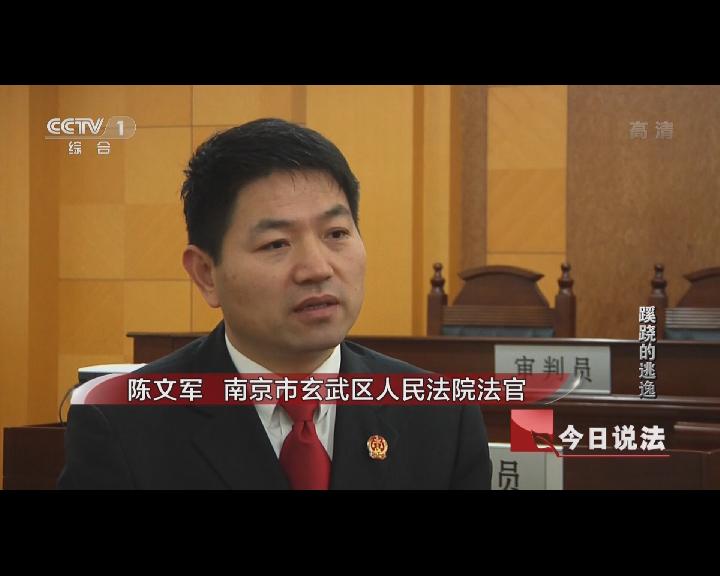 CCTV 1
综合
高清
蹊跷的逃逸
审判员
陈文军 南京市玄武区人民法院法官
今日说法
员